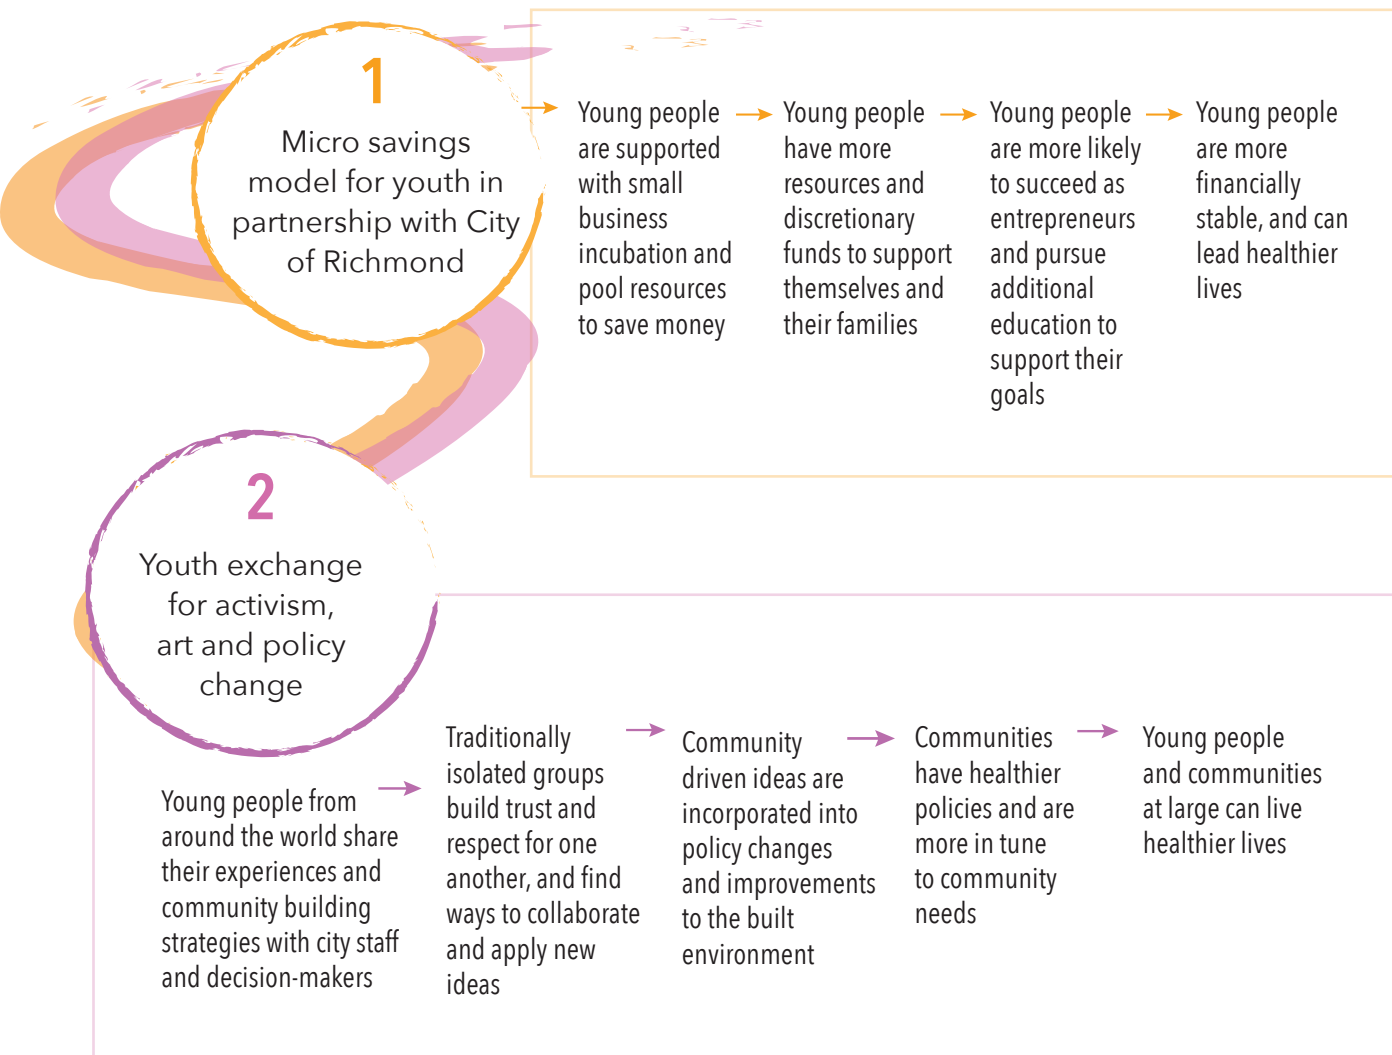 1
Micro savings
model for youth in
partnership with City
of Richmond
Young people
are supported
with small
business
incubation and
pool resources
to save money
Young people
have more
resources and
discretionary
funds to support
themselves and
their families
Young people
are more likely
to succeed as
entrepreneurs
and pursue
additional
education to
support their
goals
Young people
are more
financially
stable, and can
lead healthier
lives
2
Youth exchange
for activism,
art and policy
change
Young people from
around the world share
their experiences and
community building
strategies with city staff
and decision-makers
Traditionally
isolated groups
build trust and
respect for one
another, and find
ways to collaborate
and apply new
ideas
Community
driven ideas are
incorporated into
policy changes
and improvements
to the built
environment
Communities
have healthier
policies and are
more in tune
to community
needs
Young people
and communities
at large can live
healthier lives